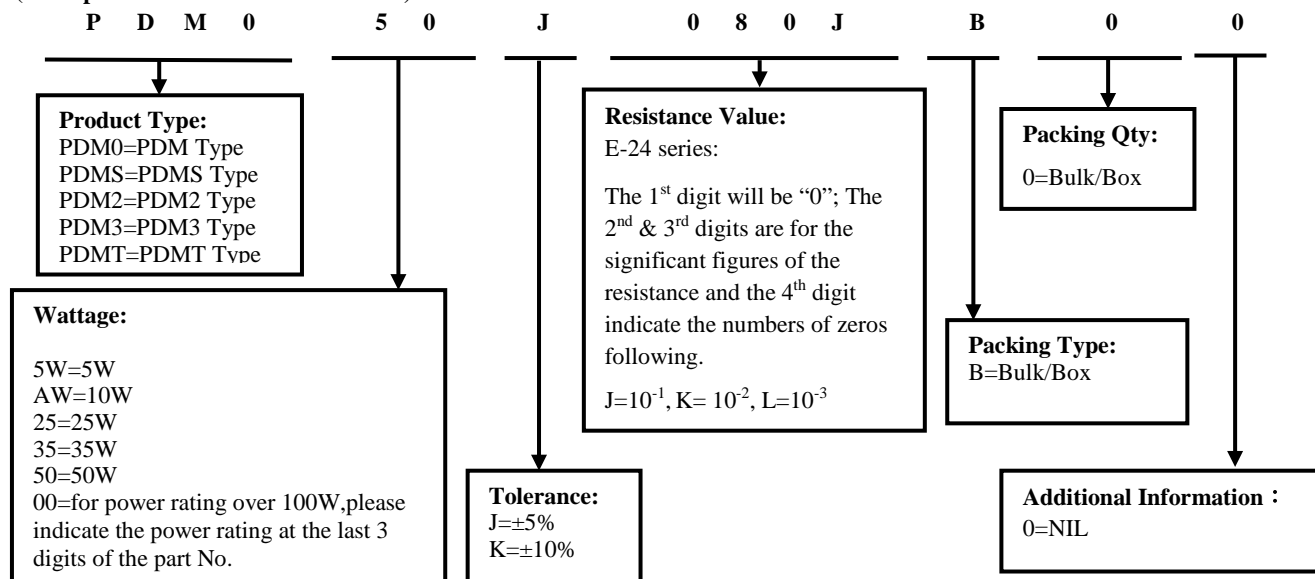 P D M 0 5 0 J 0 8 0 J B 0 0
Product Type:
PDM0=PDM Type
PDMS=PDMS Type
PDM2=PDM2 Type
PDM3=PDM3 Type
PDMT=PDMT Type
Wattage:
5W=5W
AW=10W
25=25W
35=35W
50=50W
00=for power rating over 100W,please
indicate the power rating at the last 3
digits of the part No.
Tolerance:
J=±5%
K=±10%
Resistance Value:
E-24 series:
The 1st digit will be “0”; The
2nd & 3rd digits are for the
significant figures of the
resistance and the 4th digit
indicate the numbers of zeros
following.
J=10-1, K= 10-2, L=10-3
Packing Type:
B=Bulk/Box
Packing Qty:
0=Bulk/Box
Additional Information：
0=NIL